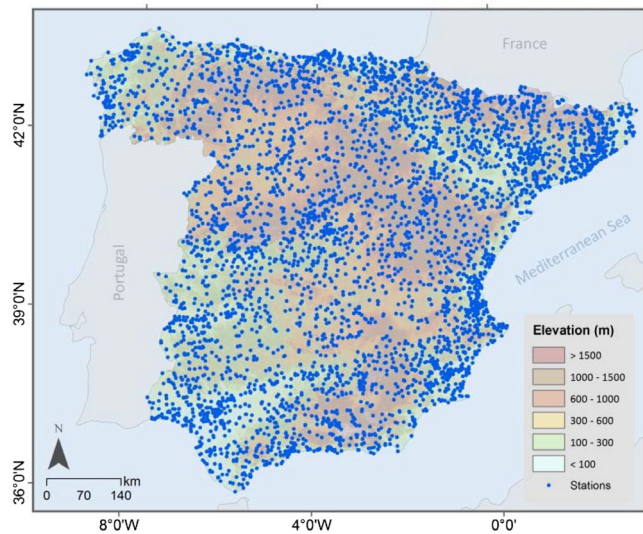 France
42°0'N
Portugal
Mediterranean Sea
39°0'N
Elevation (m)
> 1500
1000 - 1500
600 - 1000
300 - 600
100 - 300
< 100
Stations
N
km
0 70 140
36°0'N
8°0'W 4°0'W 0°0'